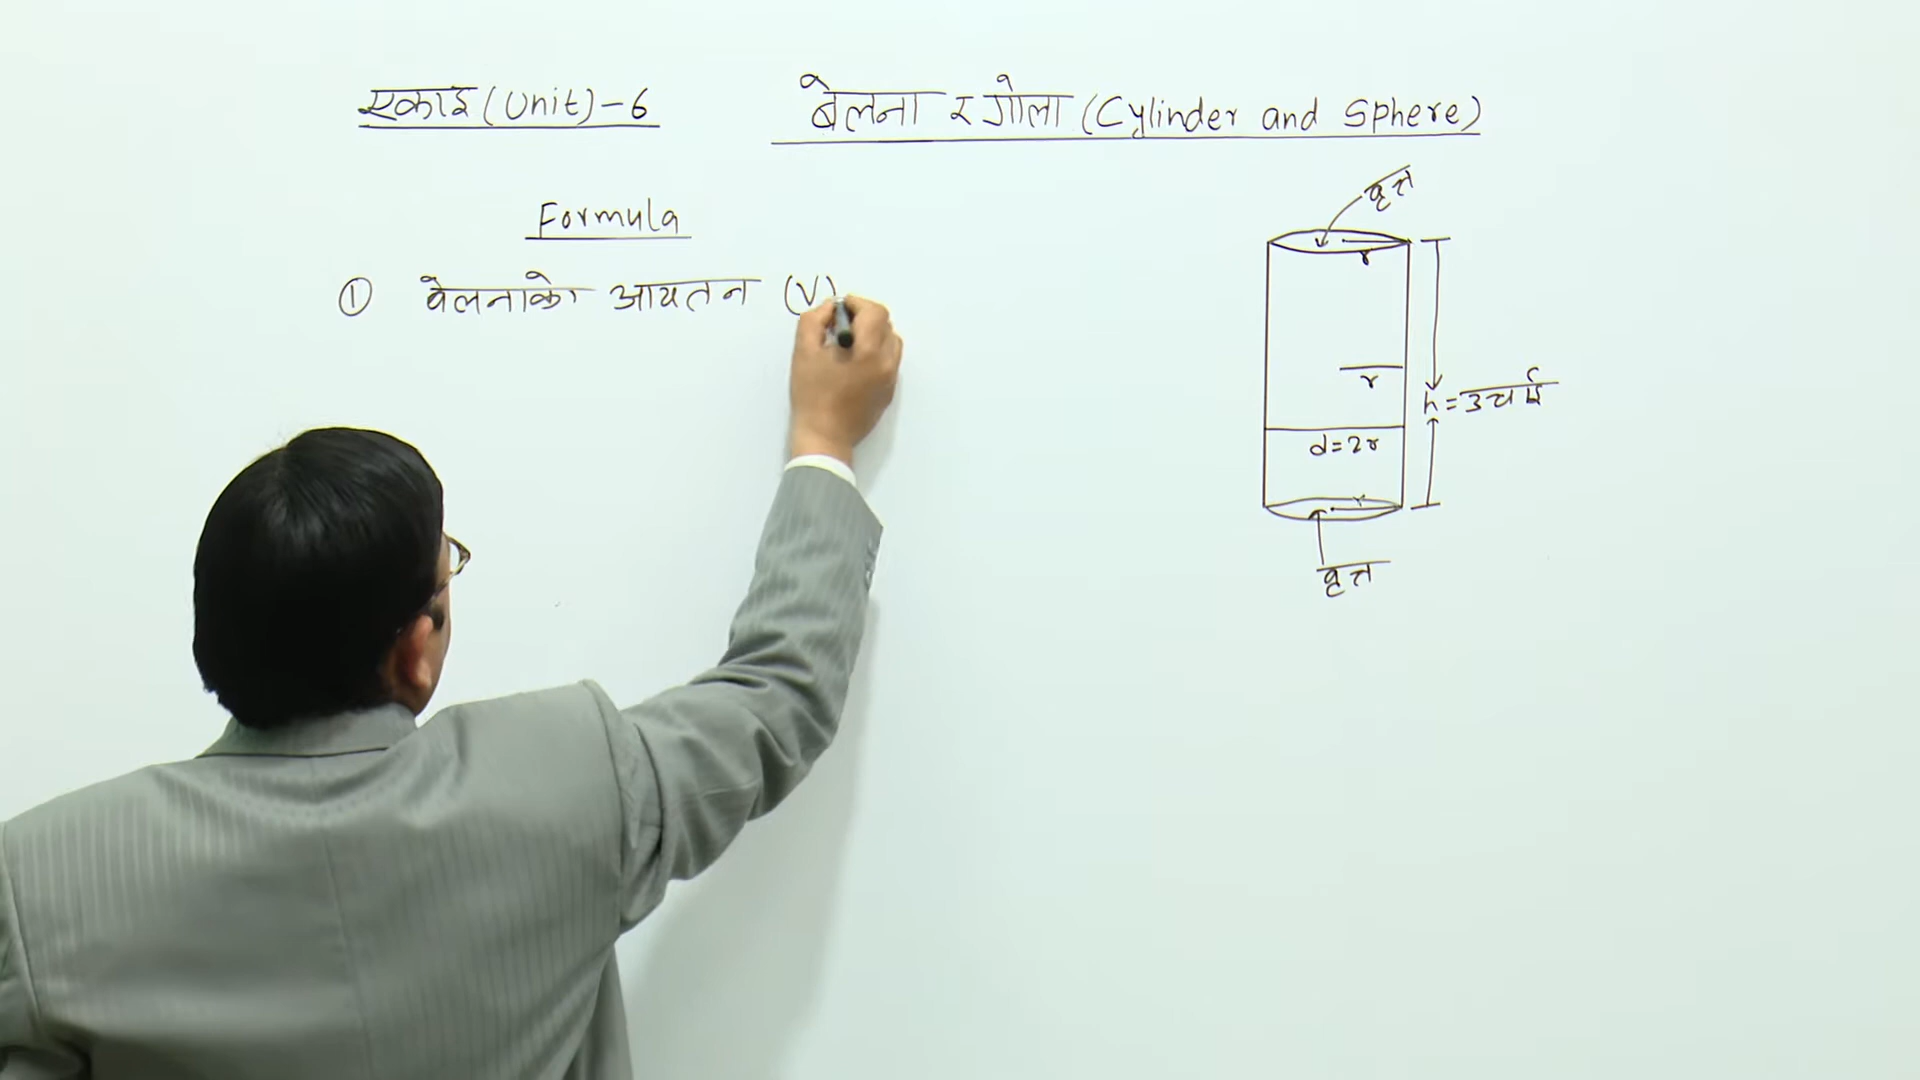 एकाइ (Unit)-6
बेलना र गोला (Cylinder and Sphere)
Formula
① बेलनाको आयतन (V)
वृत्त
r
r
h = उचाई
d=2r
r
वृत्त